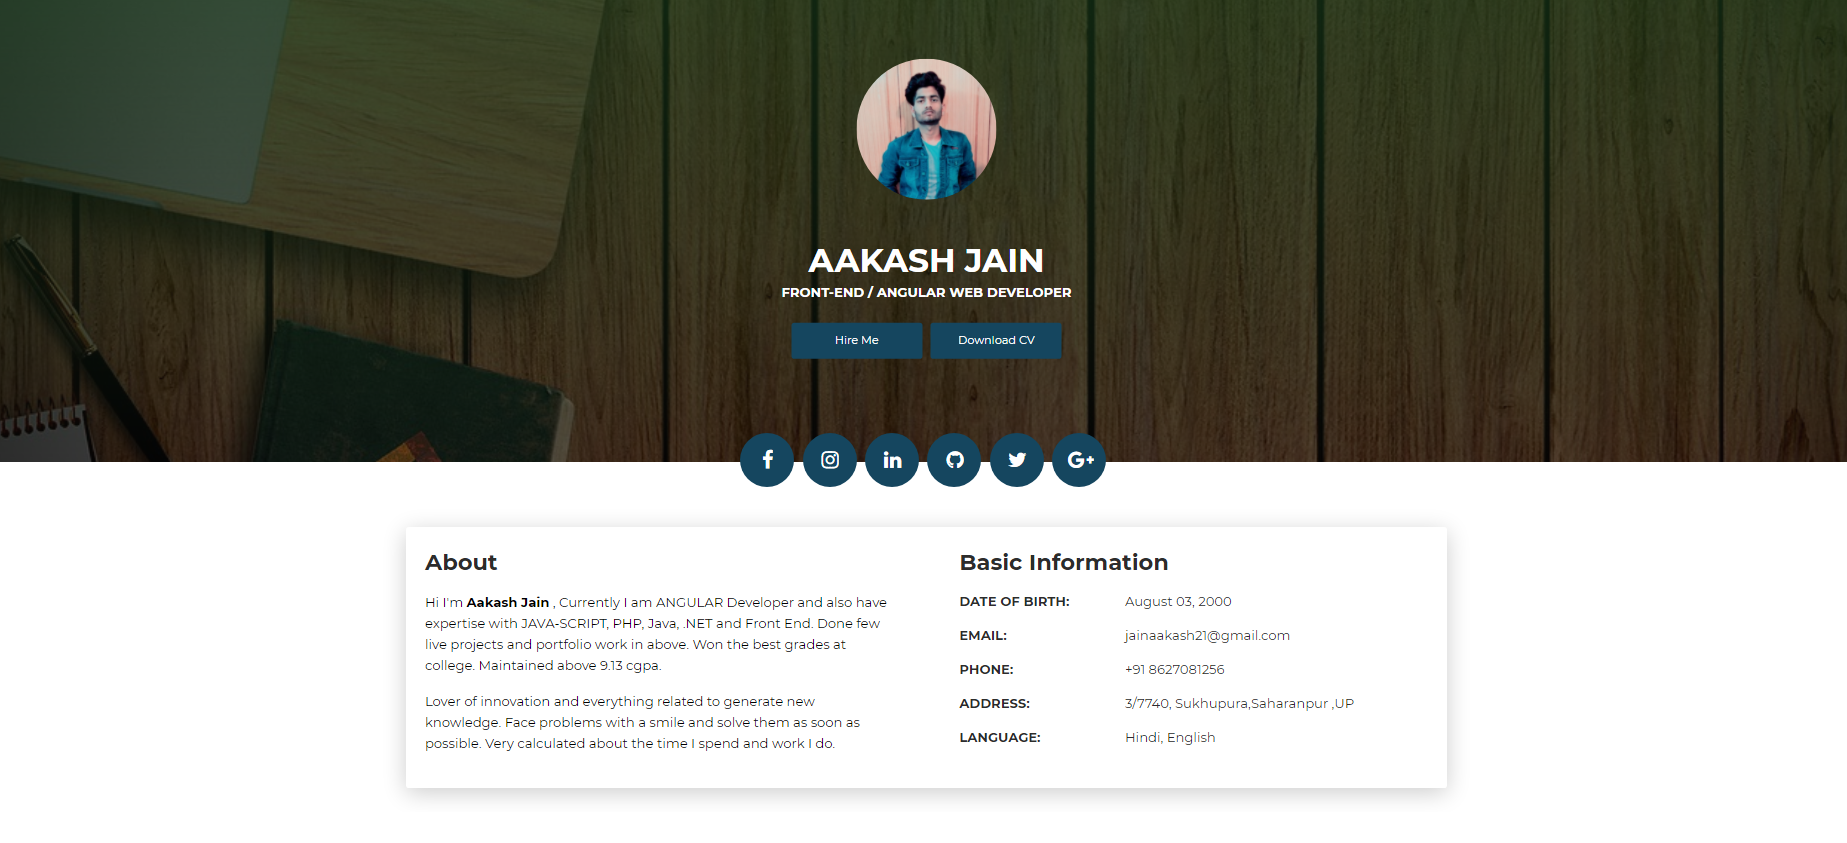 AAKASH JAIN
FRONT-END / ANGULAR WEB DEVELOPER
Hire Me
Download CV
About
Hi I'm Aakash Jain , Currently I am ANGULAR Developer and also have
expertise with JAVA-SCRIPT, PHP, Java, .NET and Front End. Done few
live projects and portfolio work in above. Won the best grades at
college. Maintained above 9.13 cgpa.
Lover of innovation and everything related to generate new
knowledge. Face problems with a smile and solve them as soon as
possible. Very calculated about the time I spend and work I do.
Basic Information
DATE OF BIRTH: August 03, 2000
EMAIL: jainaakash21@gmail.com
PHONE: +91 8627081256
ADDRESS: 3/7740, Sukhupura,Saharanpur ,UP
LANGUAGE: Hindi, English